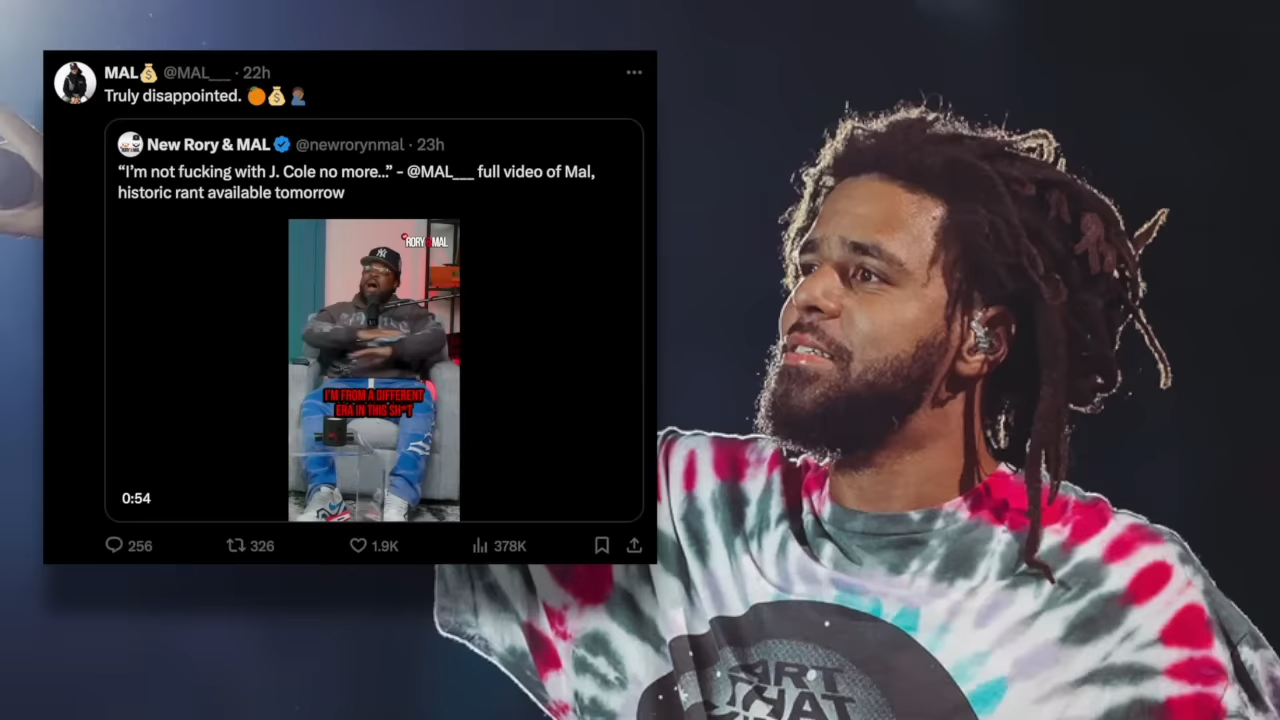 MAL💰 @MAL___ · 22h
Truly disappointed. 🍊💰🤦🏾‍♂️
New Rory & MAL @newrorynmal · 23h
“I’m not fucking with J. Cole no more...” - @MAL___ full video of Mal,
historic rant available tomorrow
RORY MAL
I'M FROM A DIFFERENT
ERA IN THIS SH*T
0:54
256 326 1.9K 378K
ART
THAT